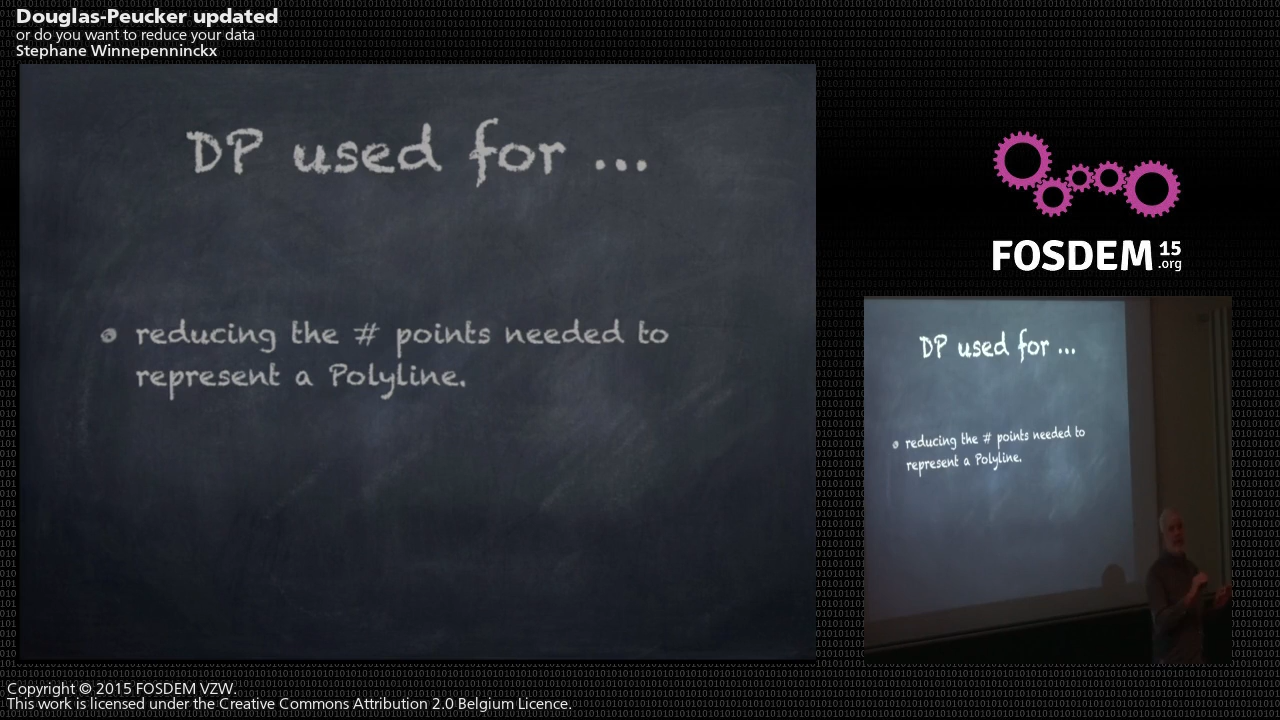 Douglas-Peucker updated
or do you want to reduce your data
Stephane Winnepenninckx
DP used for ...
reducing the # points needed to
represent a Polyline.
FOSDEM 15
.org
DP used for ...
reducing the # points needed to
represent a Polyline.
Copyright © 2015 FOSDEM VZW.
This work is licensed under the Creative Commons Attribution 2.0 Belgium Licence.